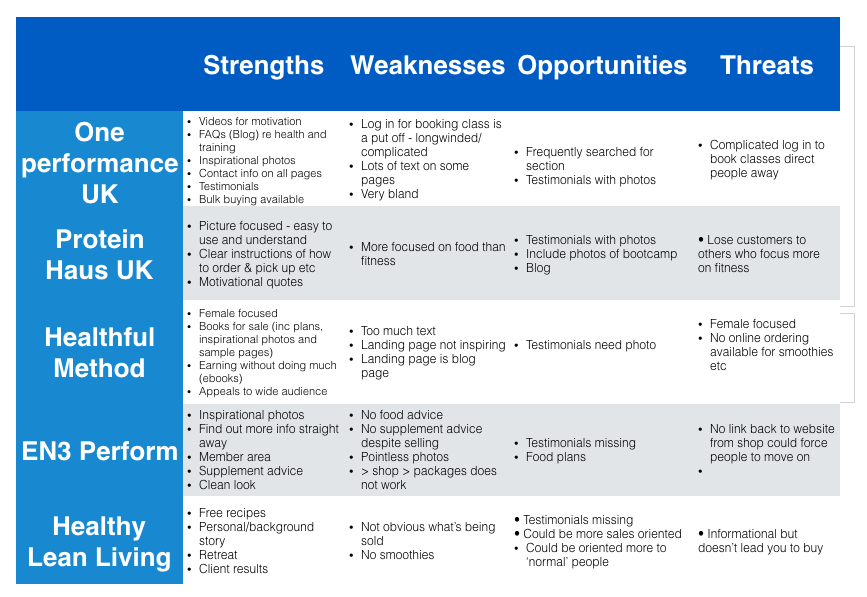 Strengths Weaknesses Opportunities Threats
One
performance
UK
• Videos for motivation
• FAQs (Blog) re health and
training
• Inspirational photos
• Contact info on all pages
• Testimonials
• Bulk buying available
• Log in for booking class is
a put off - longwinded/
complicated
• Lots of text on some
pages
• Very bland
• Frequently searched for
section
• Testimonials with photos
• Complicated log in to
book classes direct
people away
Protein
Haus UK
• Picture focused - easy to
use and understand
• Clear instructions of how
to order & pick up etc
• Motivational quotes
• More focused on food than
fitness
• Testimonials with photos
• Include photos of bootcamp
• Blog
• Lose customers to
others who focus more
on fitness
Healthful
Method
• Female focused
• Books for sale (inc plans,
inspirational photos and
sample pages)
• Earning without doing much
(ebooks)
• Appeals to wide audience
• Too much text
• Landing page not inspiring
• Landing page is blog
page
• Testimonials need photo
• Female focused
• No online ordering
available for smoothies
etc
EN3 Perform
• Inspirational photos
• Find out more info straight
away
• Member area
• Supplement advice
• Clean look
• No food advice
• No supplement advice
despite selling
• Pointless photos
• > shop > packages does
not work
• Testimonials missing
• Food plans
• No link back to website
from shop could force
people to move on
•
Healthy
Lean Living
• Free recipes
• Personal/background
story
• Retreat
• Client results
• Not obvious what's being
sold
• No smoothies
• Testimonials missing
• Could be more sales oriented
• Could be oriented more to
‘normal’ people
• Informational but
doesn't lead you to buy